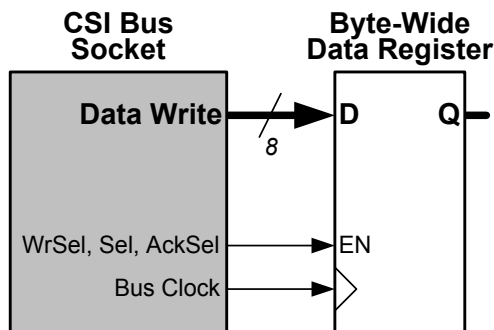 CSI Bus
Socket
Byte-Wide
Data Register
Data Write
8
D
Q
WrSel, Sel, AckSel
EN
Bus Clock